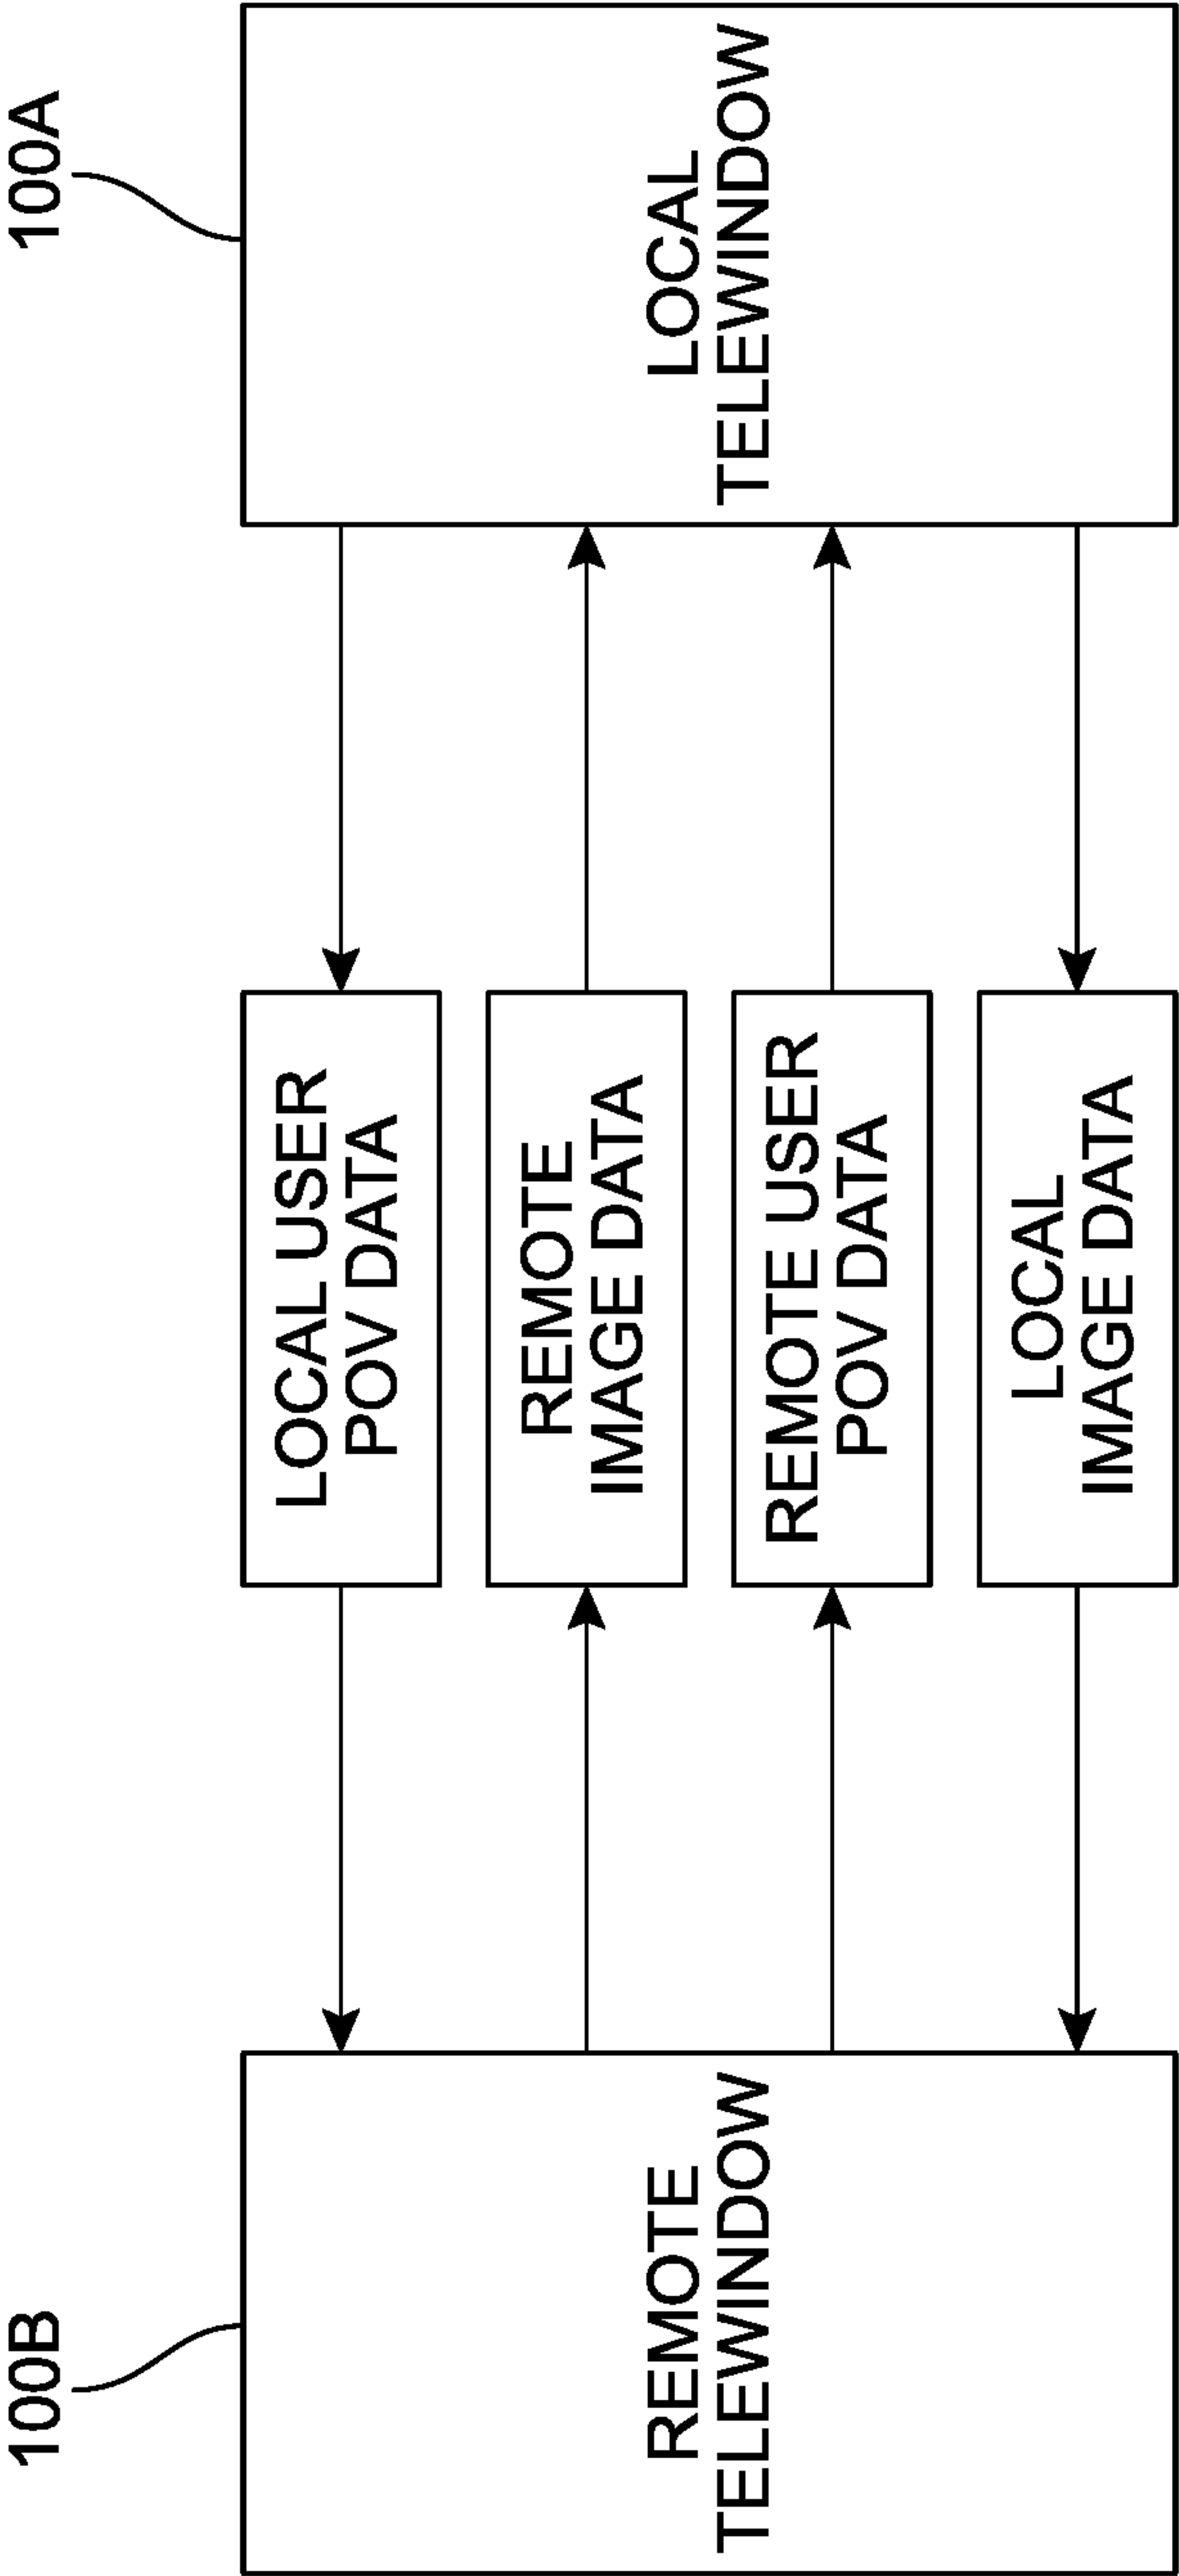 100B
100A
REMOTE
TELEWINDOW
LOCAL USER
POV DATA
REMOTE
IMAGE DATA
REMOTE USER
POV DATA
LOCAL
IMAGE DATA
LOCAL
TELEWINDOW